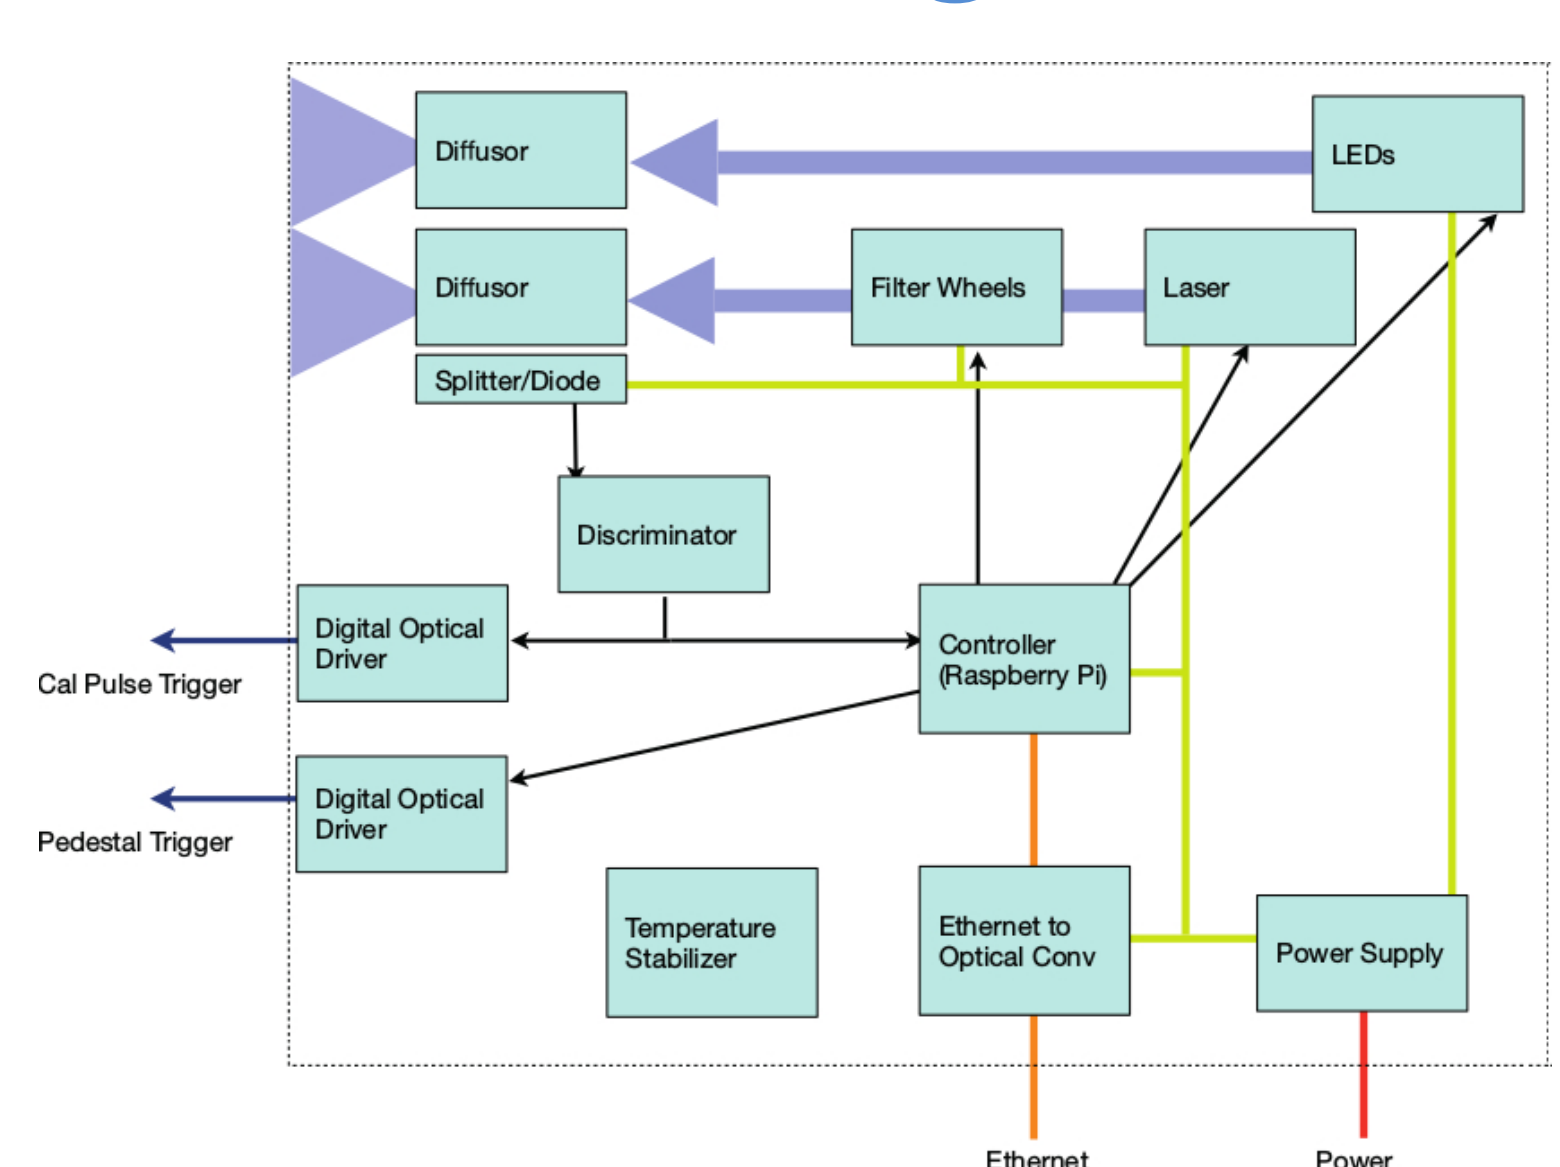 Diffusor
LEDs
Diffusor
Filter Wheels
Laser
Splitter/Diode
Discriminator
Digital Optical
Driver
Controller
(Raspberry Pi)
Cal Pulse Trigger
Digital Optical
Driver
Pedestal Trigger
Temperature
Stabilizer
Ethernet to
Optical Conv
Power Supply
Ethernet
Power